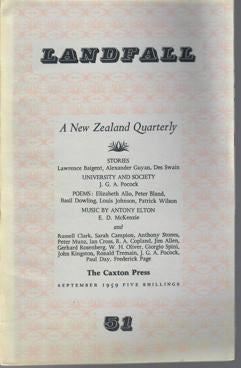 LANDFALL
A New Zealand Quarterly
STORIES
Lawrence Baigent, Alexander Guyan, Des Swain
UNIVERSITY AND SOCIETY
J. G. A. Pocock
POEMS: Elizabeth Allo, Peter Bland,
Basil Dowling, Louis Johnson, Patrick Wilson
MUSIC BY ANTONY ELTON
E. D. McKenzie
and
Russell Clark, Sarah Campion, Anthony Stones,
Peter Munz, Ian Cross, R. A. Copland, Jim Allen,
Gerhard Rosenberg, W. H. Oliver, Giorgio Spini,
John Kingston, Ronald Tremain, J. G. A. Pocock,
Paul Day, Frederick Page
The Caxton Press
SEPTEMBER 1959 FIVE SHILLINGS
51